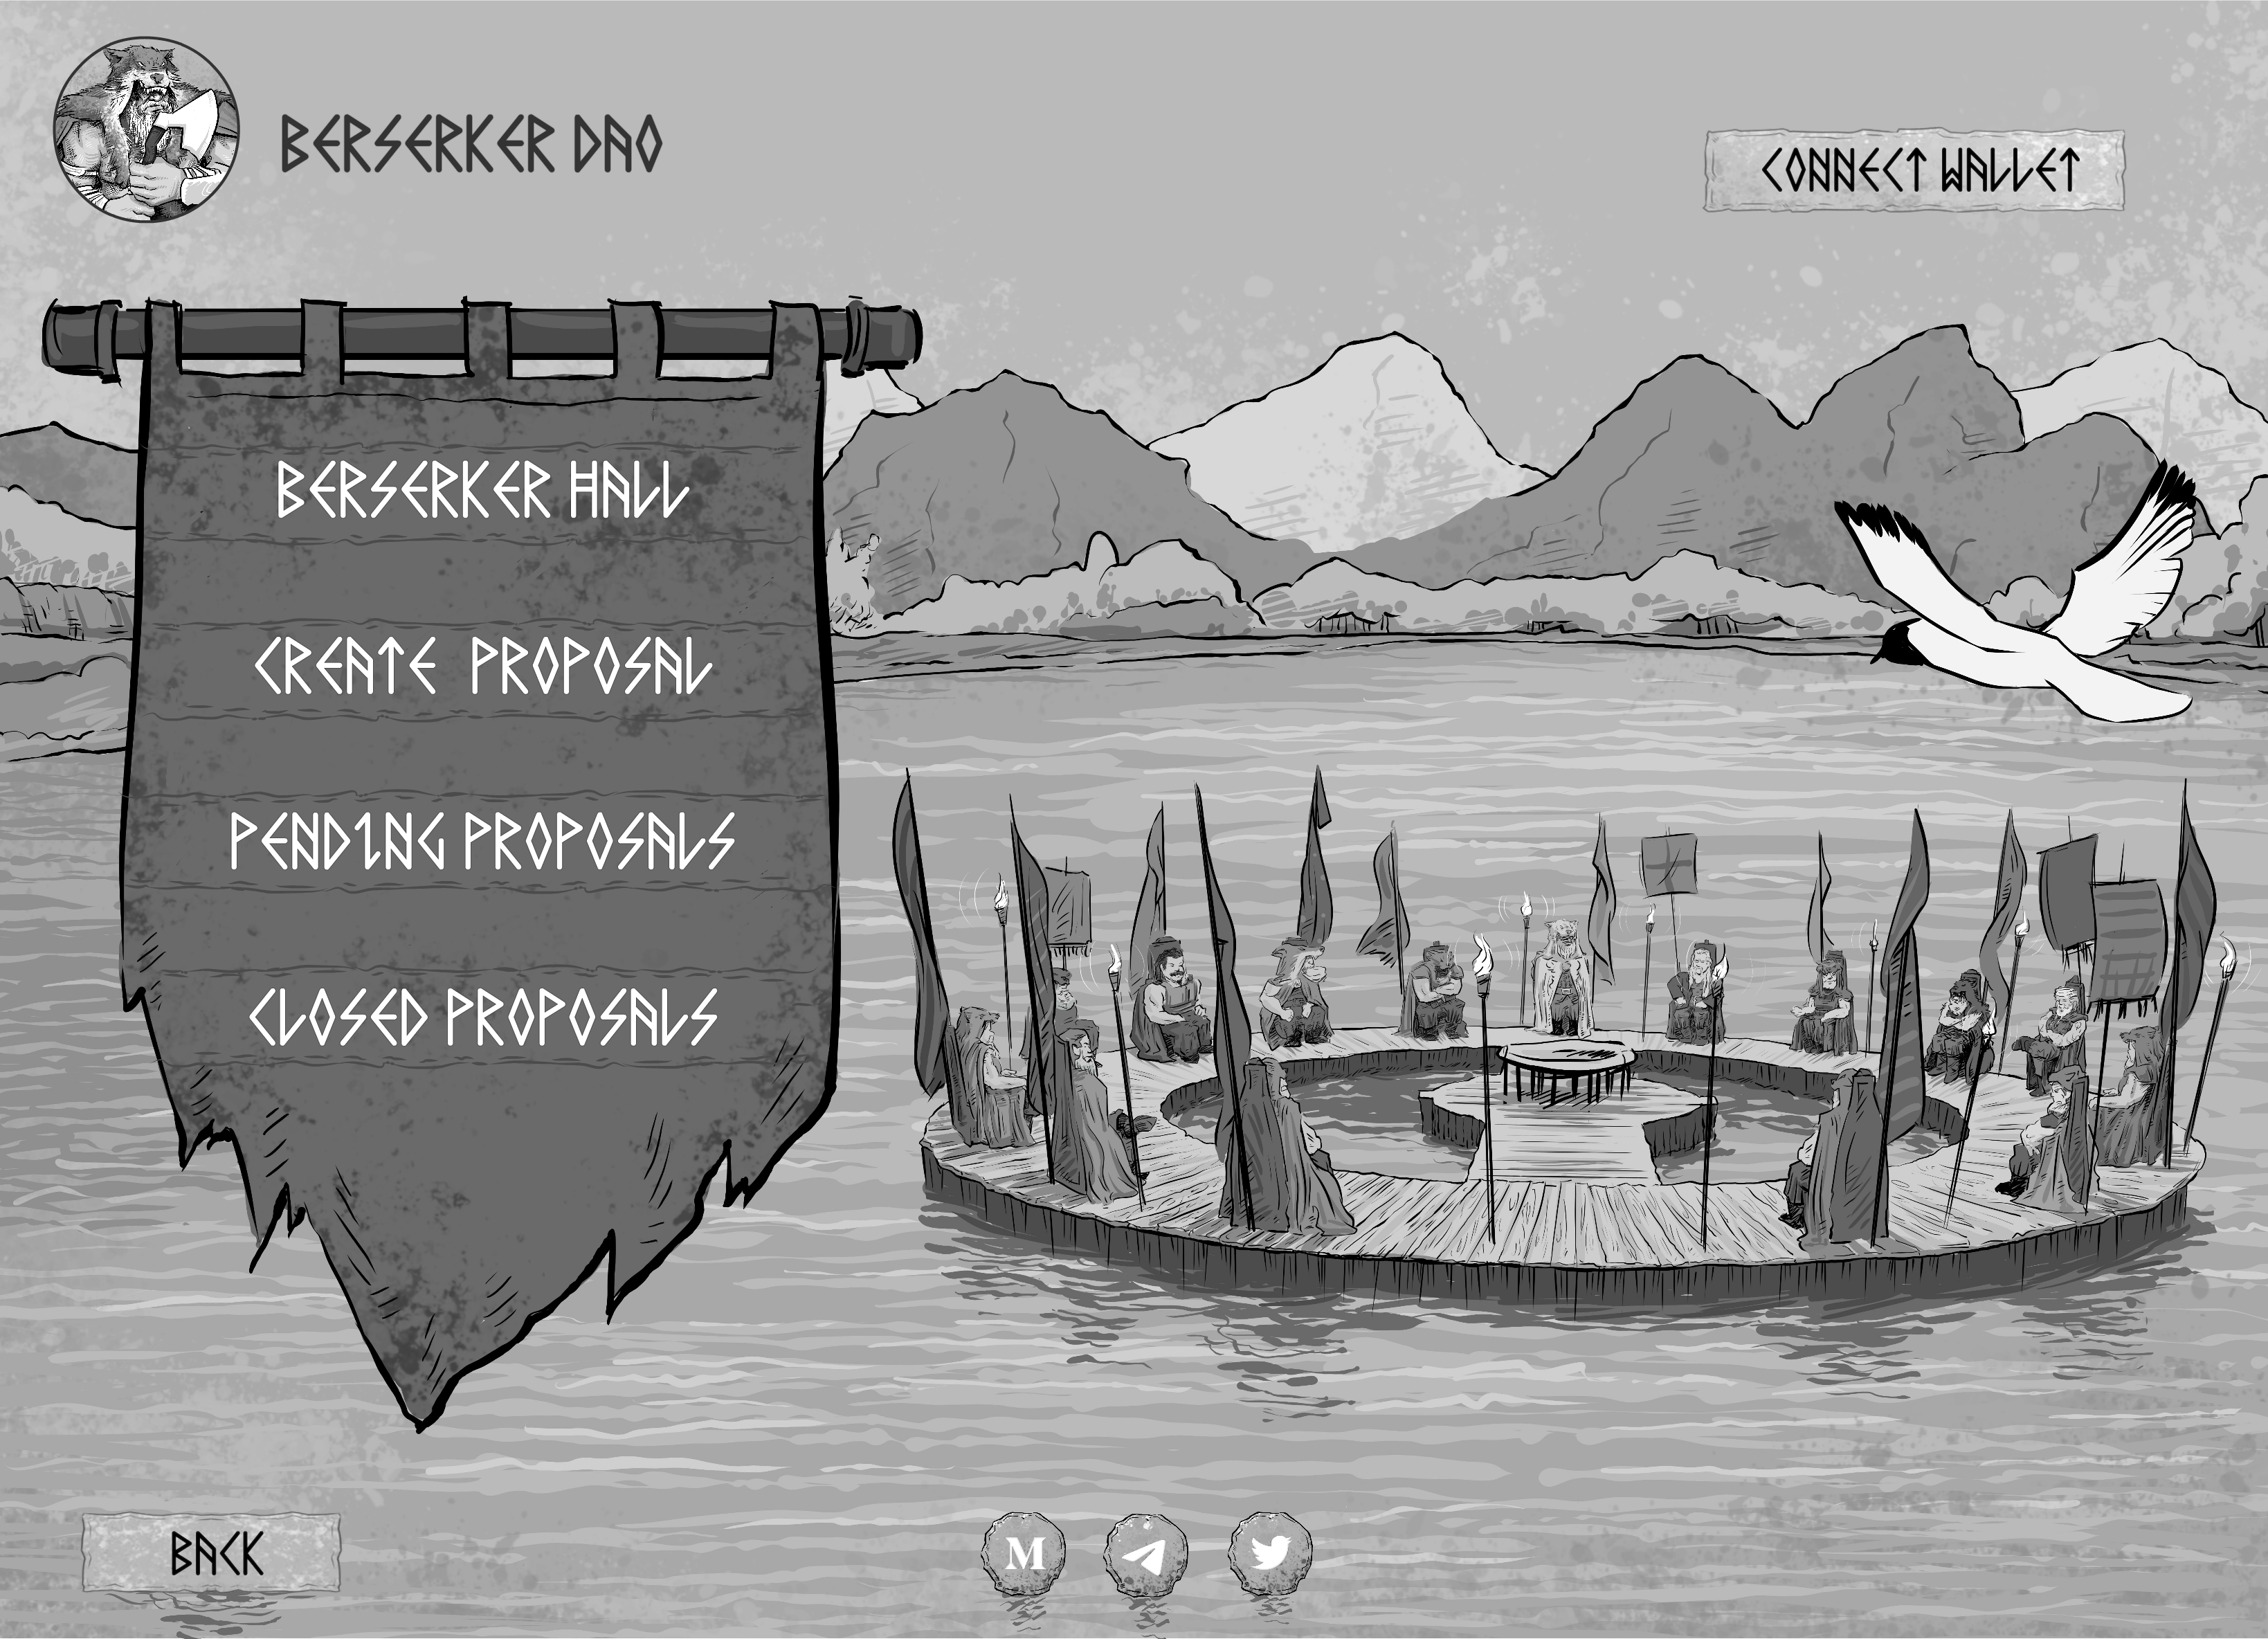 BERSERKER DAO
CONNECT WALLET
BERSERKER HALL
CREATE PROPOSAL
PENDING PROPOSALS
CLOSED PROPOSALS
BACK
M